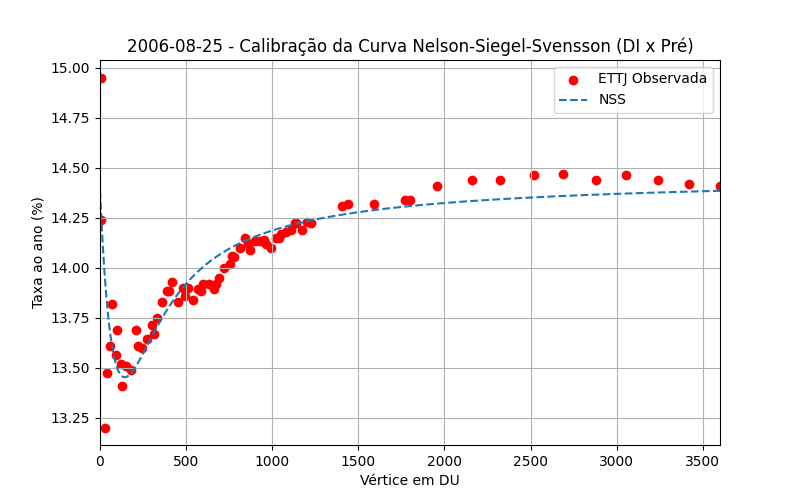 2006-08-25 - Calibração da Curva Nelson-Siegel-Svensson (DI x Pré)
ETTJ Observada
NSS
Taxa ao ano (%)
15.00
14.75
14.50
14.25
14.00
13.75
13.50
13.25
0 500 1000 1500 2000 2500 3000 3500
Vértice em DU